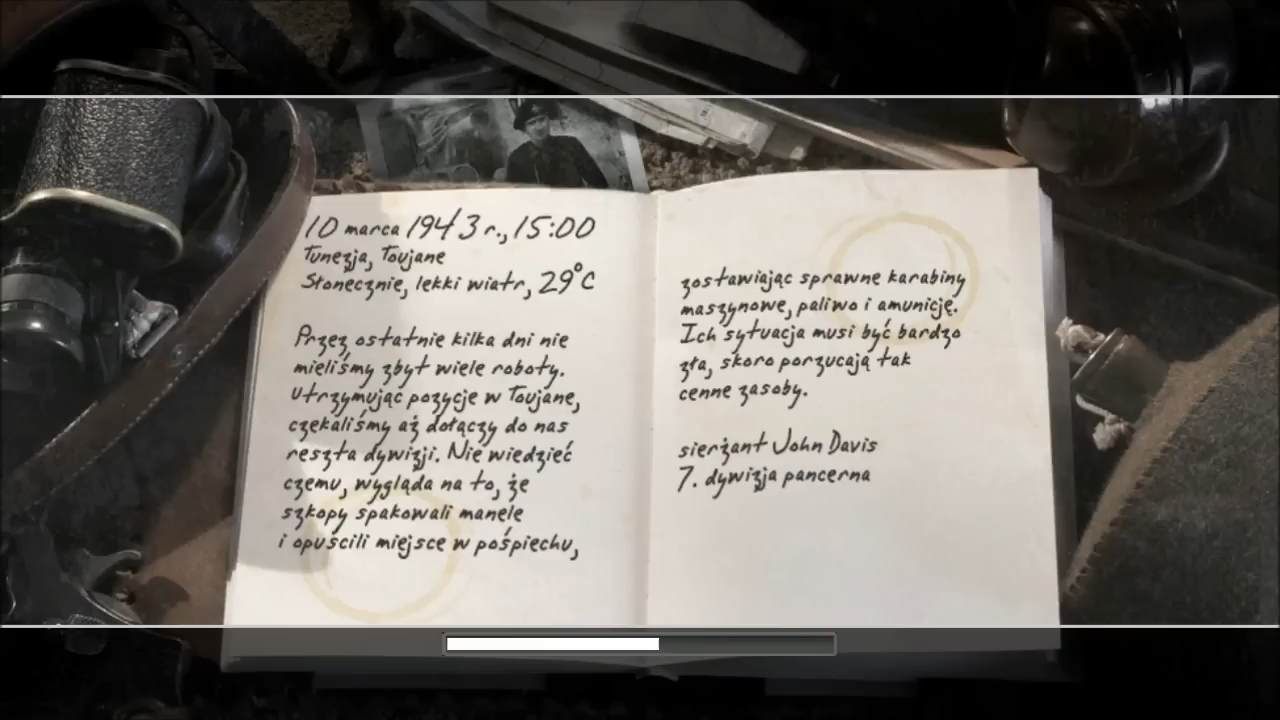 10 marca 1943 r., 15:00
Tunezja, Toujane
Słonecznie, lekki wiatr, 29°C
Przez ostatnie kilka dni nie
mieliśmy zbyt wiele roboty.
Utrzymując pozycje w Toujane,
czekaliśmy aż dołączy do nas
reszta dywizji. Nie wiedzieć
czemu, wygląda na to, że
szkopy spakowali manele
i opuścili miejsce w pośpiechu,
zostawiając sprawne karabiny
maszynowe, paliwo i amunicję.
Ich sytuacja musi być bardzo
zła, skoro porzucają tak
cenne zasoby.
sierżant John Davis
7. dywizja pancerna